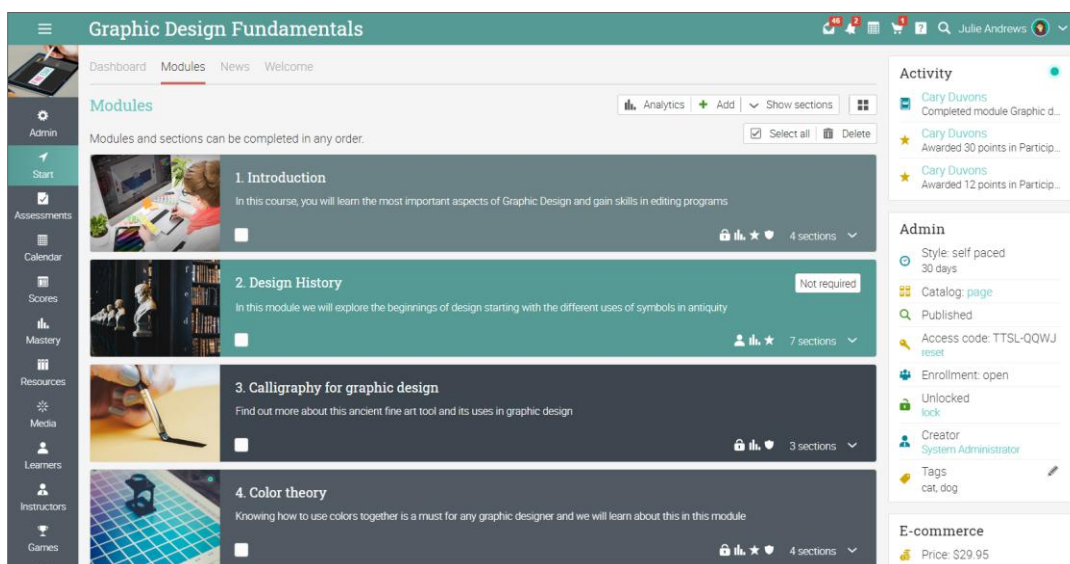 Graphic Design Fundamentals
46
2
1
Julie Andrews
Admin
Start
Assessments
Calendar
Scores
Mastery
Resources
Media
Learners
Instructors
Games
Dashboard Modules News Welcome
Modules
Analytics Add Show sections
Modules and sections can be completed in any order.
Select all Delete
1. Introduction
In this course, you will learn the most important aspects of Graphic Design and gain skills in editing programs
4 sections
2. Design History
Not required
In this module we will explore the beginnings of design starting with the different uses of symbols in antiquity
7 sections
3. Calligraphy for graphic design
Find out more about this ancient fine art tool and its uses in graphic design
3 sections
4. Color theory
Knowing how to use colors together is a must for any graphic designer and we will learn about this in this module
4 sections
Activity
Cary Duvons
Completed module Graphic d...
Cary Duvons
Awarded 30 points in Particip...
Cary Duvons
Awarded 12 points in Particip...
Admin
Style: self paced
30 days
Catalog: page
Published
Access code: TTSL-QQWJ
reset
Enrollment: open
Unlocked
lock
Creator
System Administrator
Tags
cat, dog
E-commerce
Price: $29.95